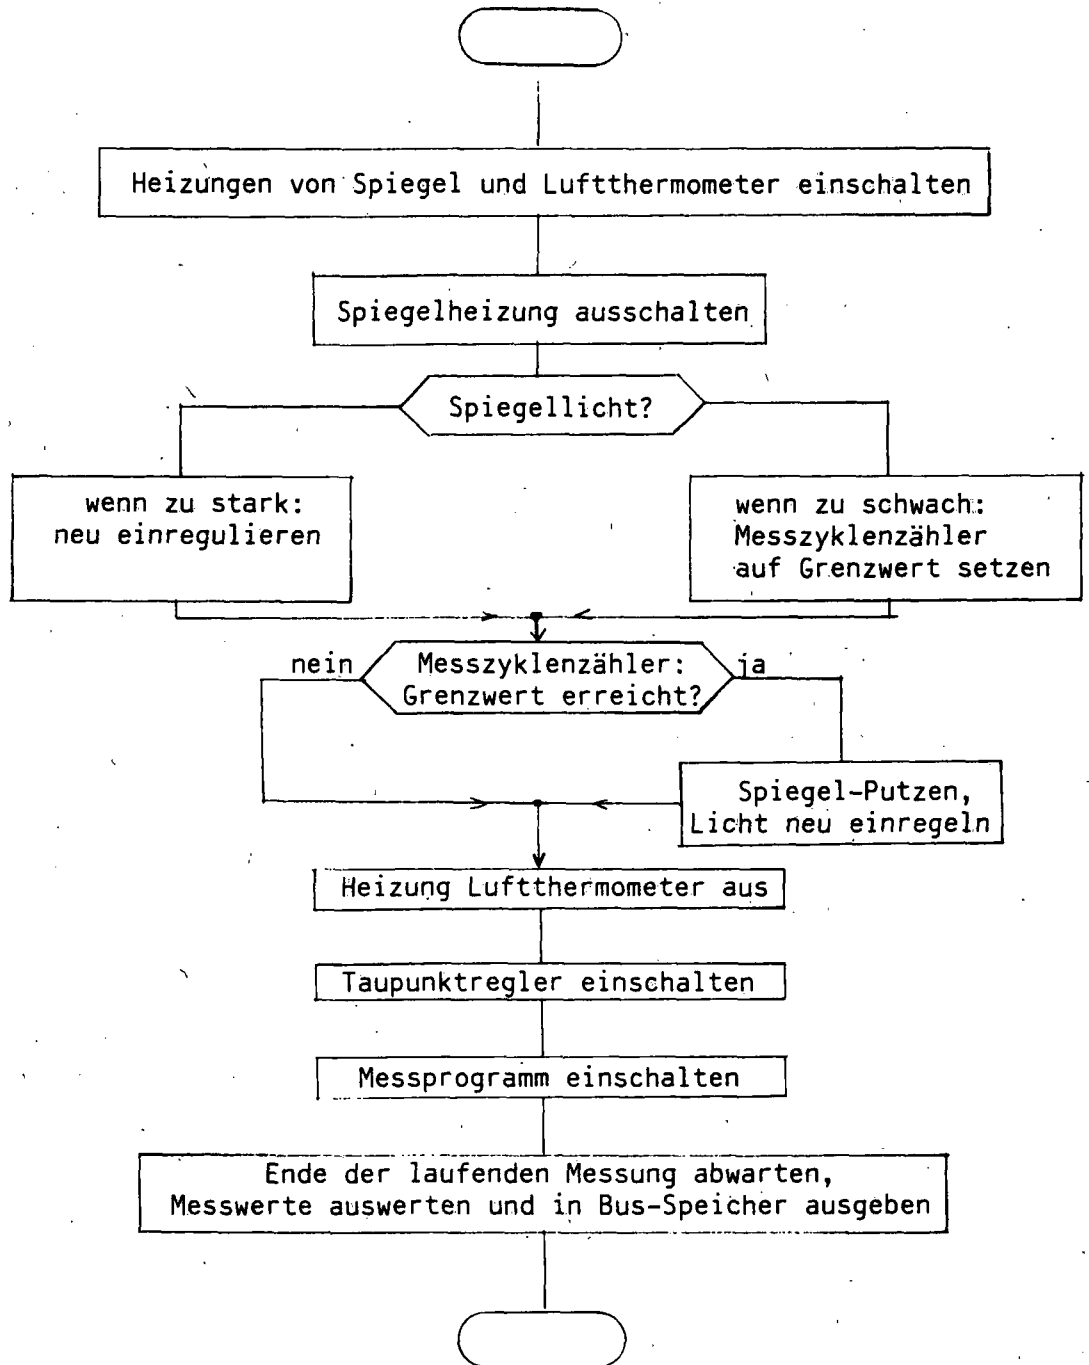 Heizungen von Spiegel und Luftthermometer einschalten
Spiegelheizung ausschalten
Spiegellicht?
wenn zu stark:
neu einregulieren
wenn zu schwach:
Messzyklenzähler
auf Grenzwert setzen
nein
Messzyklenzähler:
Grenzwert erreicht?
ja
Spiegel-Putzen,
Licht neu einregeln
Heizung Luftthermometer aus
Taupunktregler einschalten
Messprogramm einschalten
Ende der laufenden Messung abwarten,
Messwerte auswerten und in Bus-Speicher ausgeben